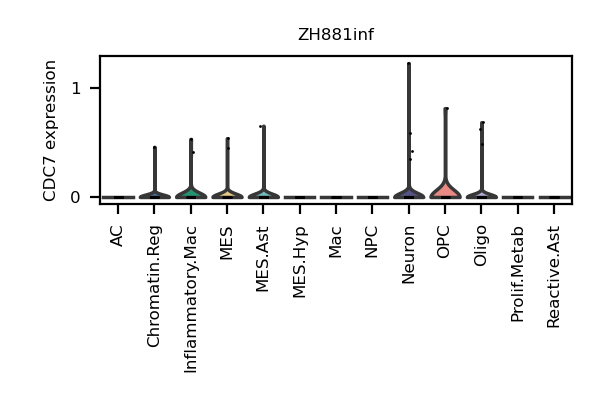 ZH881inf
CDC7 expression
1
0
AC
Chromatin.Reg
Inflammatory.Mac
MES
MES.Ast
MES.Hyp
Mac
NPC
Neuron
OPC
Oligo
Prolif.Metab
Reactive.Ast